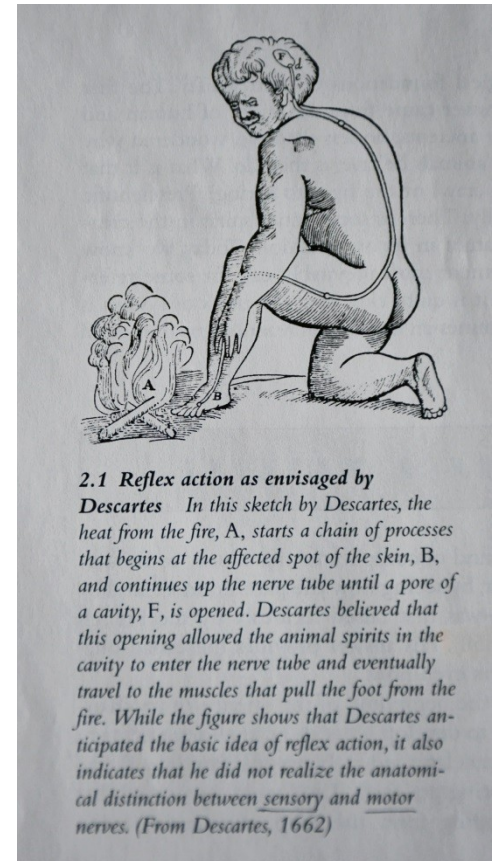 F
d
e
A
B
2.1 Reflex action as envisaged by
Descartes In this sketch by Descartes, the
heat from the fire, A, starts a chain of processes
that begins at the affected spot of the skin, B,
and continues up the nerve tube until a pore of
a cavity, F, is opened. Descartes believed that
this opening allowed the animal spirits in the
cavity to enter the nerve tube and eventually
travel to the muscles that pull the foot from the
fire. While the figure shows that Descartes an-
ticipated the basic idea of reflex action, it also
indicates that he did not realize the anatomi-
cal distinction between sensory and motor
nerves. (From Descartes, 1662)